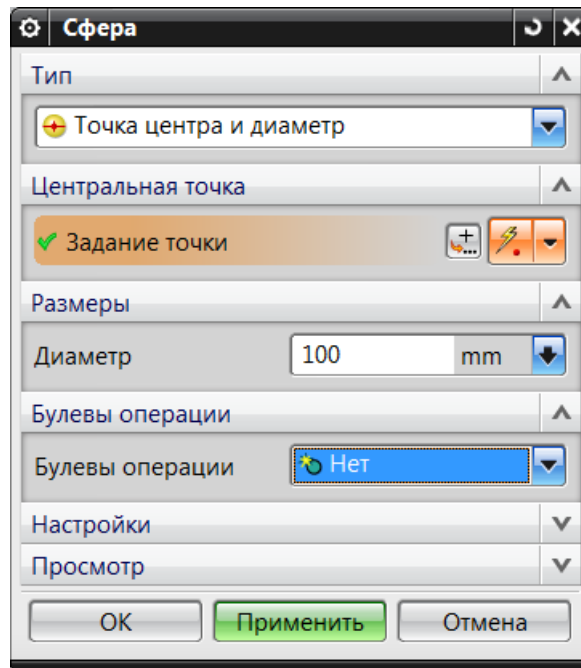 Сфера
Тип
Точка центра и диаметр
Центральная точка
Задание точки
Размеры
Диаметр 100 mm
Булевы операции
Булевы операции Нет
Настройки
Просмотр
ОК Применить Отмена